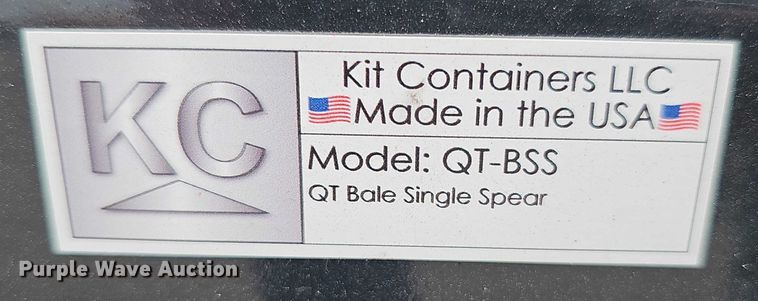 KC
Kit Containers LLC
Made in the USA
Model: QT-BSS
QT Bale Single Spear
Purple Wave Auction